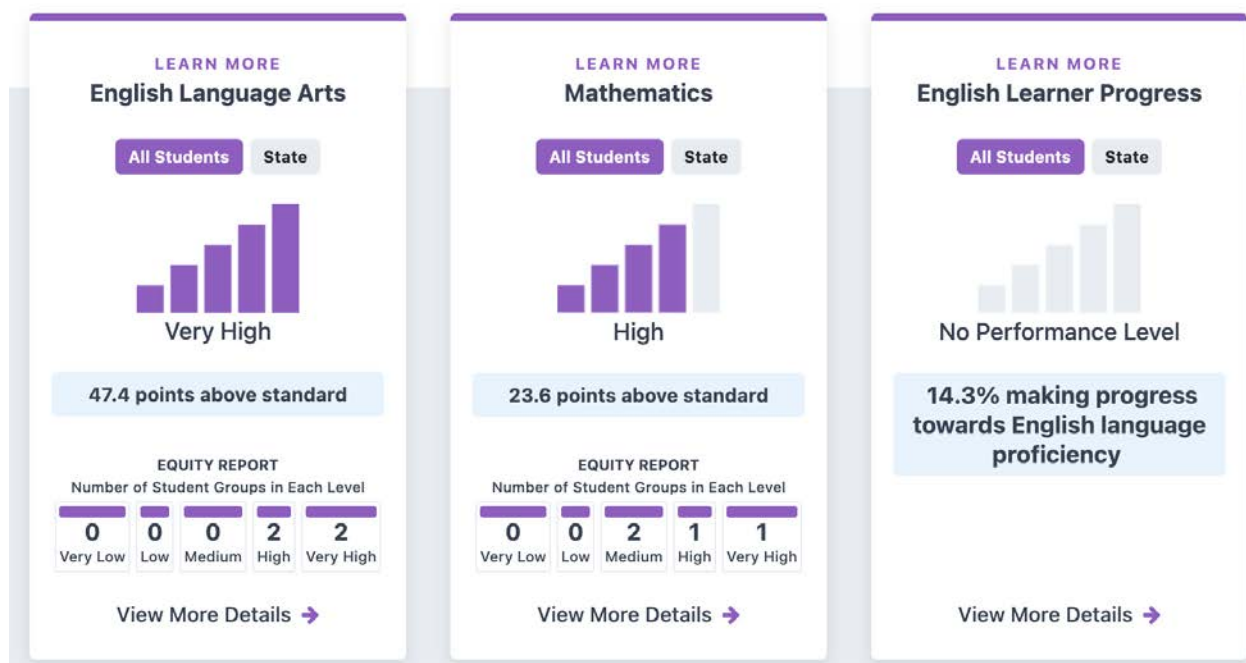 LEARN MORE
English Language Arts
All Students State
Very High
47.4 points above standard
EQUITY REPORT
Number of Student Groups in Each Level
0 0 0 2 2
Very Low Low Medium High Very High
View More Details
LEARN MORE
Mathematics
All Students State
High
23.6 points above standard
EQUITY REPORT
Number of Student Groups in Each Level
0 0 2 1 1
Very Low Low Medium High Very High
View More Details
LEARN MORE
English Learner Progress
All Students State
No Performance Level
14.3% making progress
towards English language
proficiency
View More Details